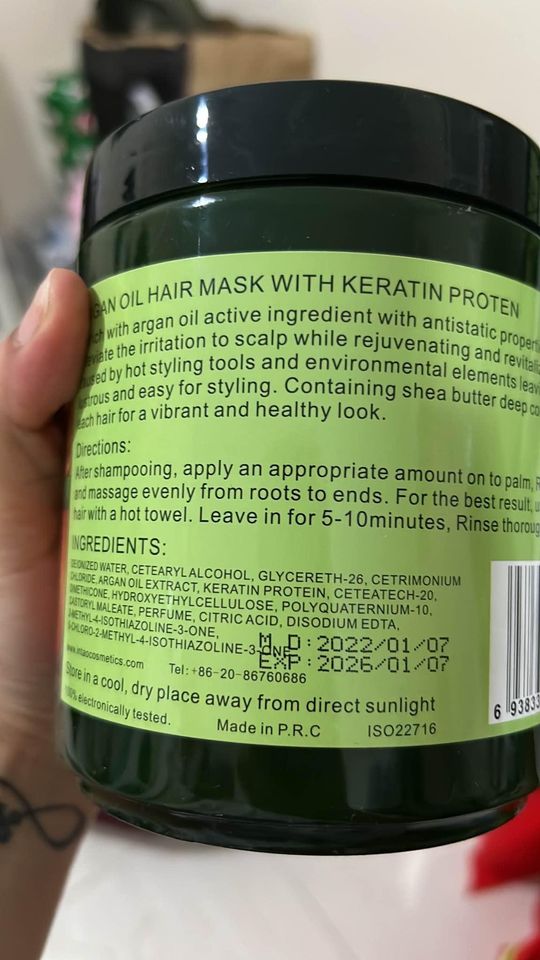 OIL HAIR MASK WITH KERATIN PROTEN
with argan oil active ingredient with antistatic
the irritation to scalp while rejuvenating and
by hot styling tools and environmental elements
and easy for styling. Containing shea butter deep
each hair for a vibrant and healthy look.
Directions:
After shampooing, apply an appropriate amount on to palm,
and massage evenly from roots to ends. For the best result,
hair with a hot towel. Leave in for 5-10minutes, Rinse
INGREDIENTS:
DEIONIZED WATER, CETEARYL ALCOHOL, GLYCERETH-26, CETRIMONIUM
CHLORIDE, ARGAN OIL EXTRACT, KERATIN PROTEIN, CETEATECH-20,
DIMETHICONE, HYDROXYETHYLCELLULOSE, POLYQUATERNIUM-10,
MALEATE, PERFUME, CITRIC ACID, DISODIUM EDTA,
2-METHYL-4-ISOTHIAZOLINE-3-ONE,
5-CHLORO-2-METHYL-4-ISOTHIAZOLINE-3-ONE
M.D:2022/01/07
EXP:2026/01/07
Tel:+86-20-86760686
Store in a cool, dry place away from direct sunlight
electronically tested.
Made in P.R.C ISO22716
6 93833